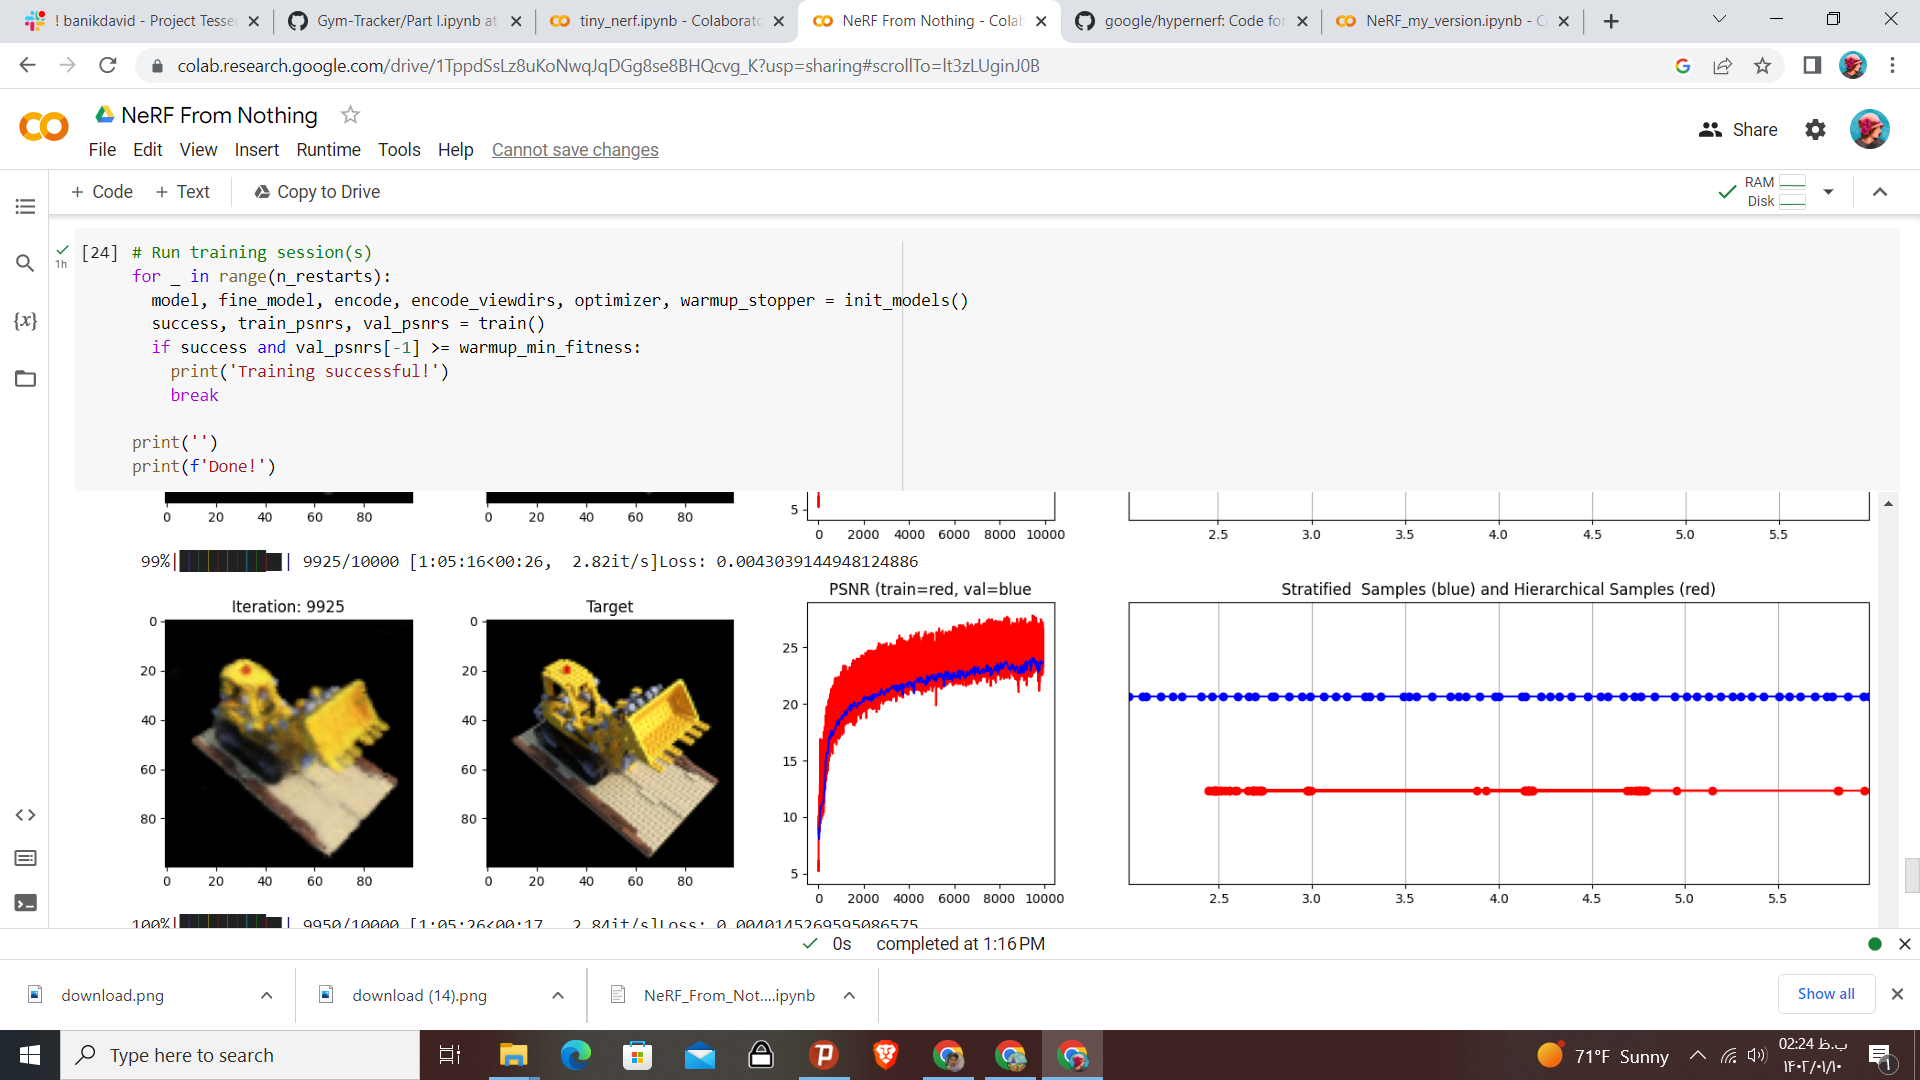 ! banikdavid - Project Tesse
Gym-Tracker/Part I.ipynb at
tiny_nerf.ipynb - Colaborato
NeRF From Nothing - Colab
google/hypernerf: Code for
NeRF_my_version.ipynb - Co
colab.research.google.com/drive/1TppdSsLz8uKoNwqJqDGg8se8BHQcvg_K?usp=sharing#scrollTo=lt3zLUginJ0B
NeRF From Nothing
Share
File Edit View Insert Runtime Tools Help Cannot save changes
+ Code + Text Copy to Drive
RAM
Disk
[24] # Run training session(s)
1h
for _ in range(n_restarts):
model, fine_model, encode, encode_viewdirs, optimizer, warmup_stopper = init_models()
success, train_psnrs, val_psnrs = train()
if success and val_psnrs[-1] >= warmup_min_fitness:
print('Training successful!')
break
print('')
print(f'Done!')
{x}
0 20 40 60 80
0 20 40 60 80
5
0 2000 4000 6000 8000 10000
2.5 3.0 3.5 4.0 4.5 5.0 5.5
99%| | 9925/10000 [1:05:16<00:26, 2.82it/s]Loss: 0.0043039144948124886
Iteration: 9925
0
20
40
60
80
0 20 40 60 80
Target
0
20
40
60
80
0 20 40 60 80
PSNR (train=red, val=blue
25
20
15
10
5
0 2000 4000 6000 8000 10000
Stratified Samples (blue) and Hierarchical Samples (red)
2.5 3.0 3.5 4.0 4.5 5.0 5.5
100%| | 9950/10000 [1:05:26<00:17, 2.84it/s]Loss: 0.0040145269595086575
0s completed at 1:16 PM
download.png
download (14).png
NeRF_From_Not....ipynb
Show all
Type here to search
71°F Sunny
02:24 ب.ظ
۱۴۰۲/۰۱/۱۰
1